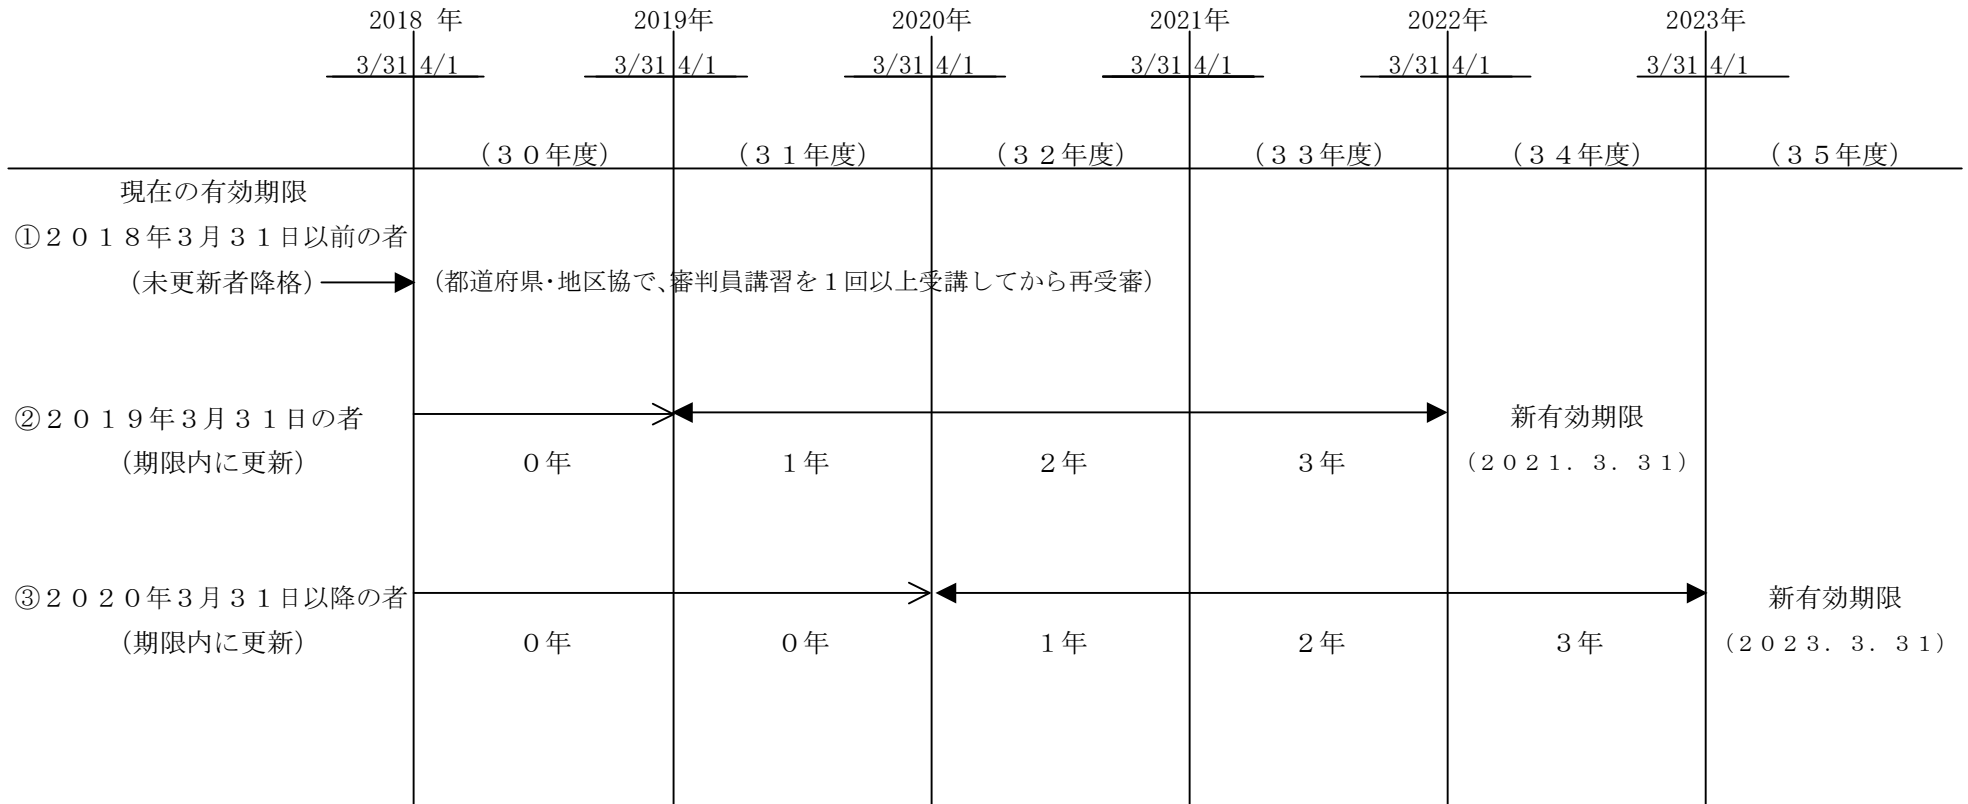 2018 年 2019年 2020年 2021年 2022年 2023年
3/31 4/1 3/31 4/1 3/31 4/1 3/31 4/1 3/31 4/1 3/31 4/1
(30年度) (31年度) (32年度) (33年度) (34年度) (35年度)
現在の有効期限
①2018年3月31日以前の者
(未更新者降格) (都道府県・地区協で、審判員講習を1回以上受講してから再受審)
②2019年3月31日の者 新有効期限
(期限内に更新) 0年 1年 2年 3年 (2021. 3. 31)
③2020年3月31日以降の者 新有効期限
(期限内に更新) 0年 0年 1年 2年 3年 (2023. 3. 31)